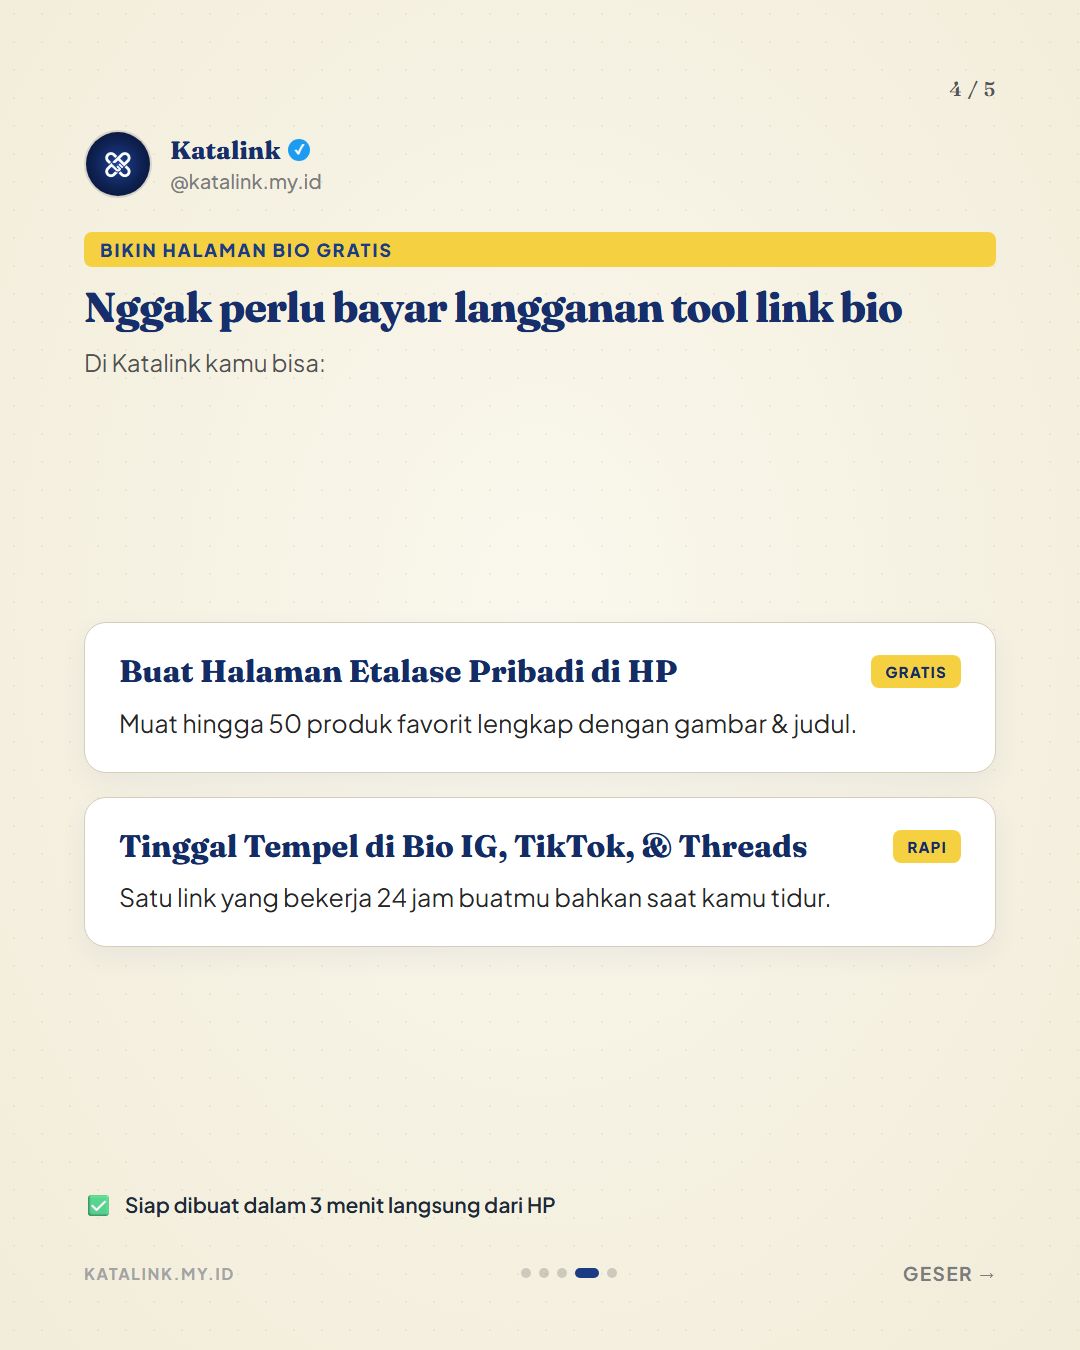 4 / 5
Katalink
@katalink.my.id
BIKIN HALAMAN BIO GRATIS
Nggak perlu bayar langganan tool link bio
Di Katalink kamu bisa:
Buat Halaman Etalase Pribadi di HP
GRATIS
Muat hingga 50 produk favorit lengkap dengan gambar & judul.
Tinggal Tempel di Bio IG, TikTok, & Threads
RAPI
Satu link yang bekerja 24 jam buatmu bahkan saat kamu tidur.
✅ Siap dibuat dalam 3 menit langsung dari HP
KATALINK.MY.ID
GESER →